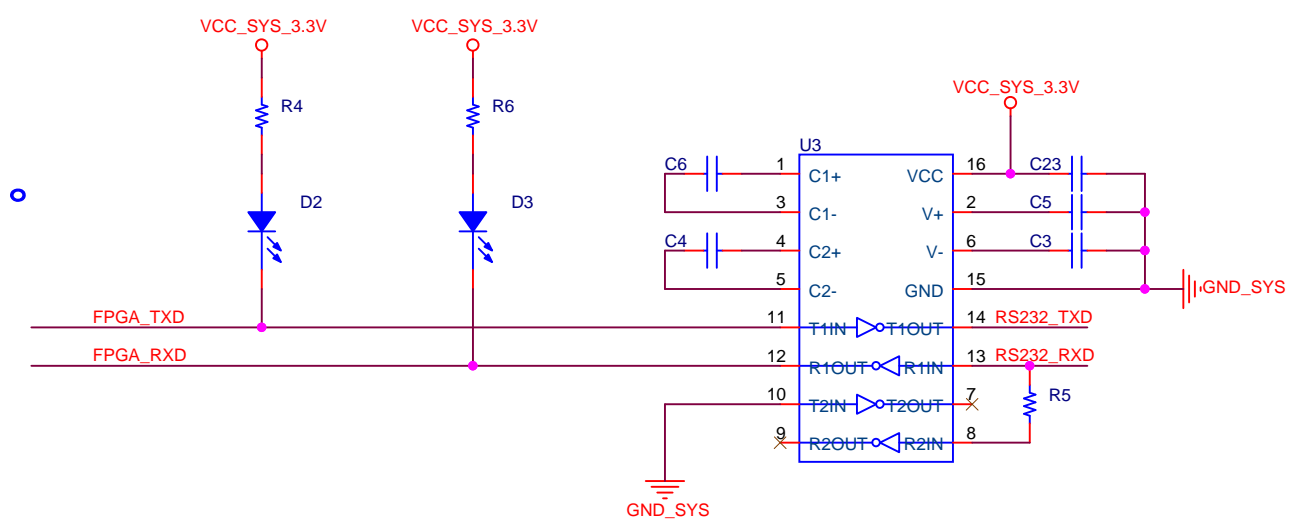 VCC_SYS_3.3V
VCC_SYS_3.3V
R4
R6
D2
D3
VCC_SYS_3.3V
U3
C6
1
C1+
VCC
16
C23
3
C1-
V+
2
C5
C4
4
C2+
V-
6
C3
5
C2-
GND
15
GND_SYS
FPGA_TXD
11
T1IN
T1OUT
14
RS232_TXD
FPGA_RXD
12
R1OUT
R1IN
13
RS232_RXD
10
T2IN
T2OUT
7
R5
9
R2OUT
R2IN
8
GND_SYS